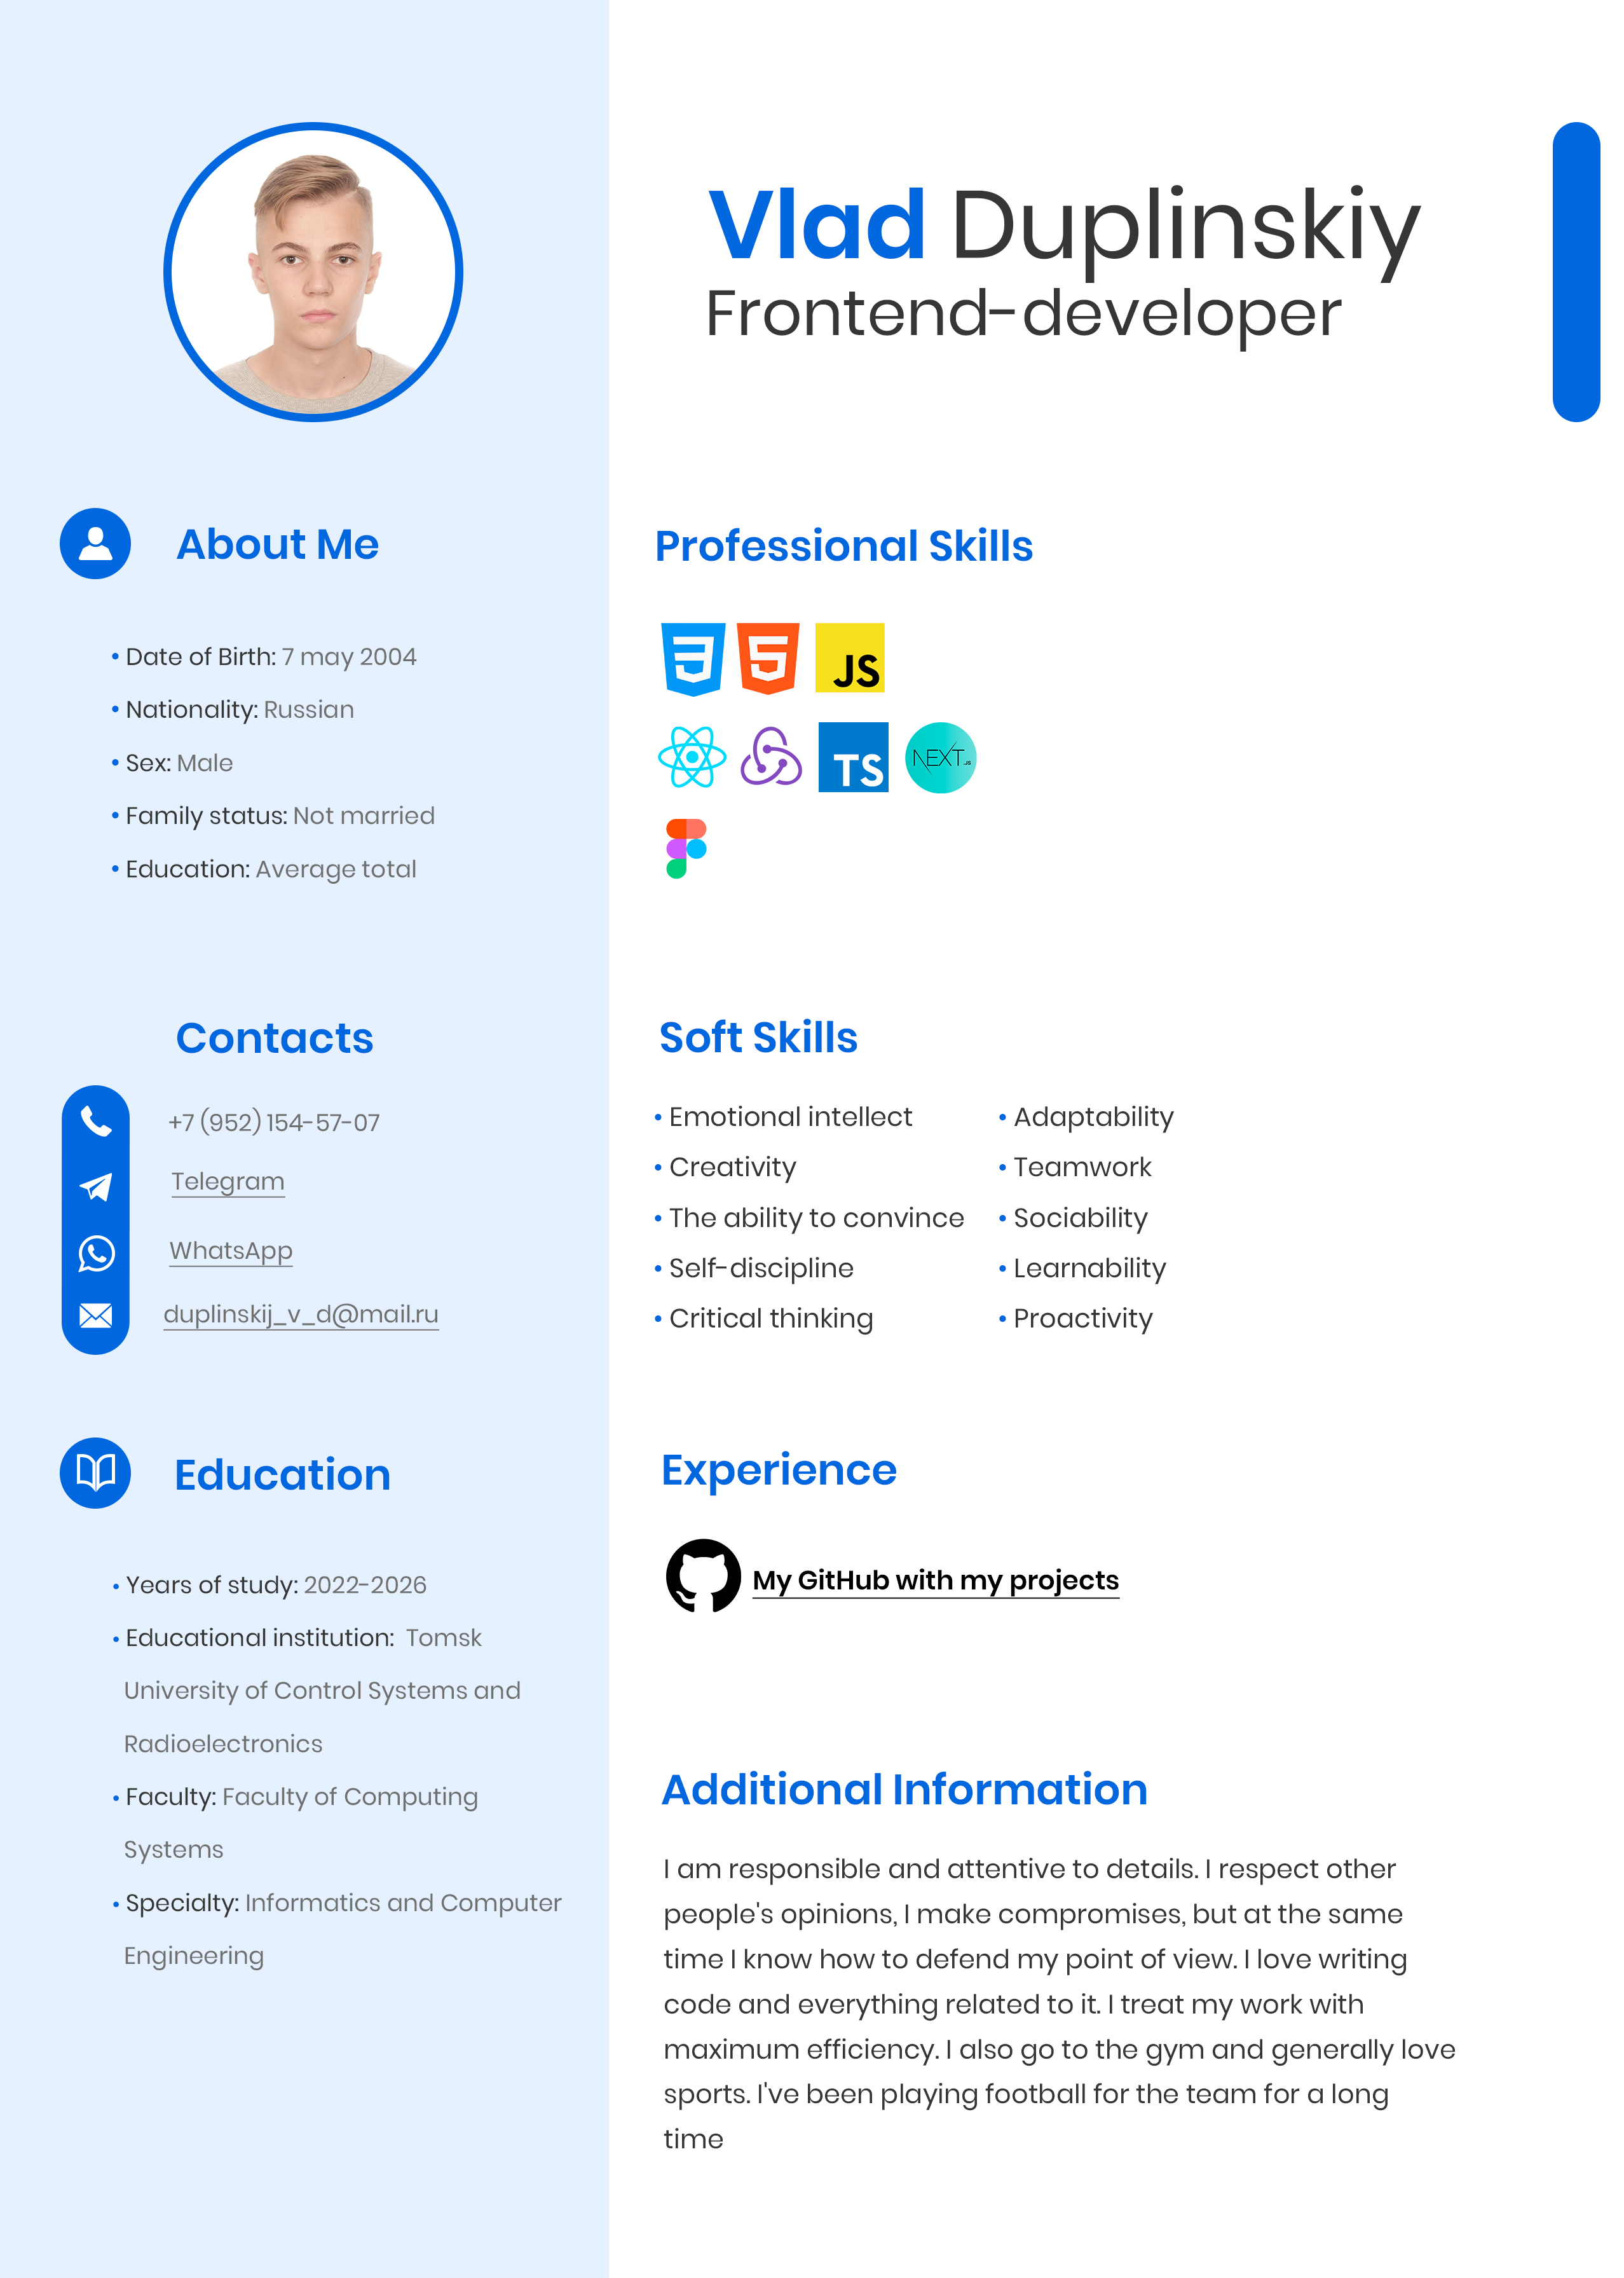 Vlad Duplinskiy
Frontend-developer
About Me
• Date of Birth: 7 may 2004
• Nationality: Russian
• Sex: Male
• Family status: Not married
• Education: Average total
Contacts
+7 (952) 154-57-07
Telegram
WhatsApp
duplinskij_v_d@mail.ru
Education
• Years of study: 2022-2026
• Educational institution: Tomsk
University of Control Systems and
Radioelectronics
• Faculty: Faculty of Computing
Systems
• Specialty: Informatics and Computer
Engineering
Professional Skills
JS
TS
NEXT.JS
Soft Skills
• Emotional intellect
• Creativity
• The ability to convince
• Self-discipline
• Critical thinking
• Adaptability
• Teamwork
• Sociability
• Learnability
• Proactivity
Experience
My GitHub with my projects
Additional Information
I am responsible and attentive to details. I respect other
people's opinions, I make compromises, but at the same
time I know how to defend my point of view. I love writing
code and everything related to it. I treat my work with
maximum efficiency. I also go to the gym and generally love
sports. I've been playing football for the team for a long
time